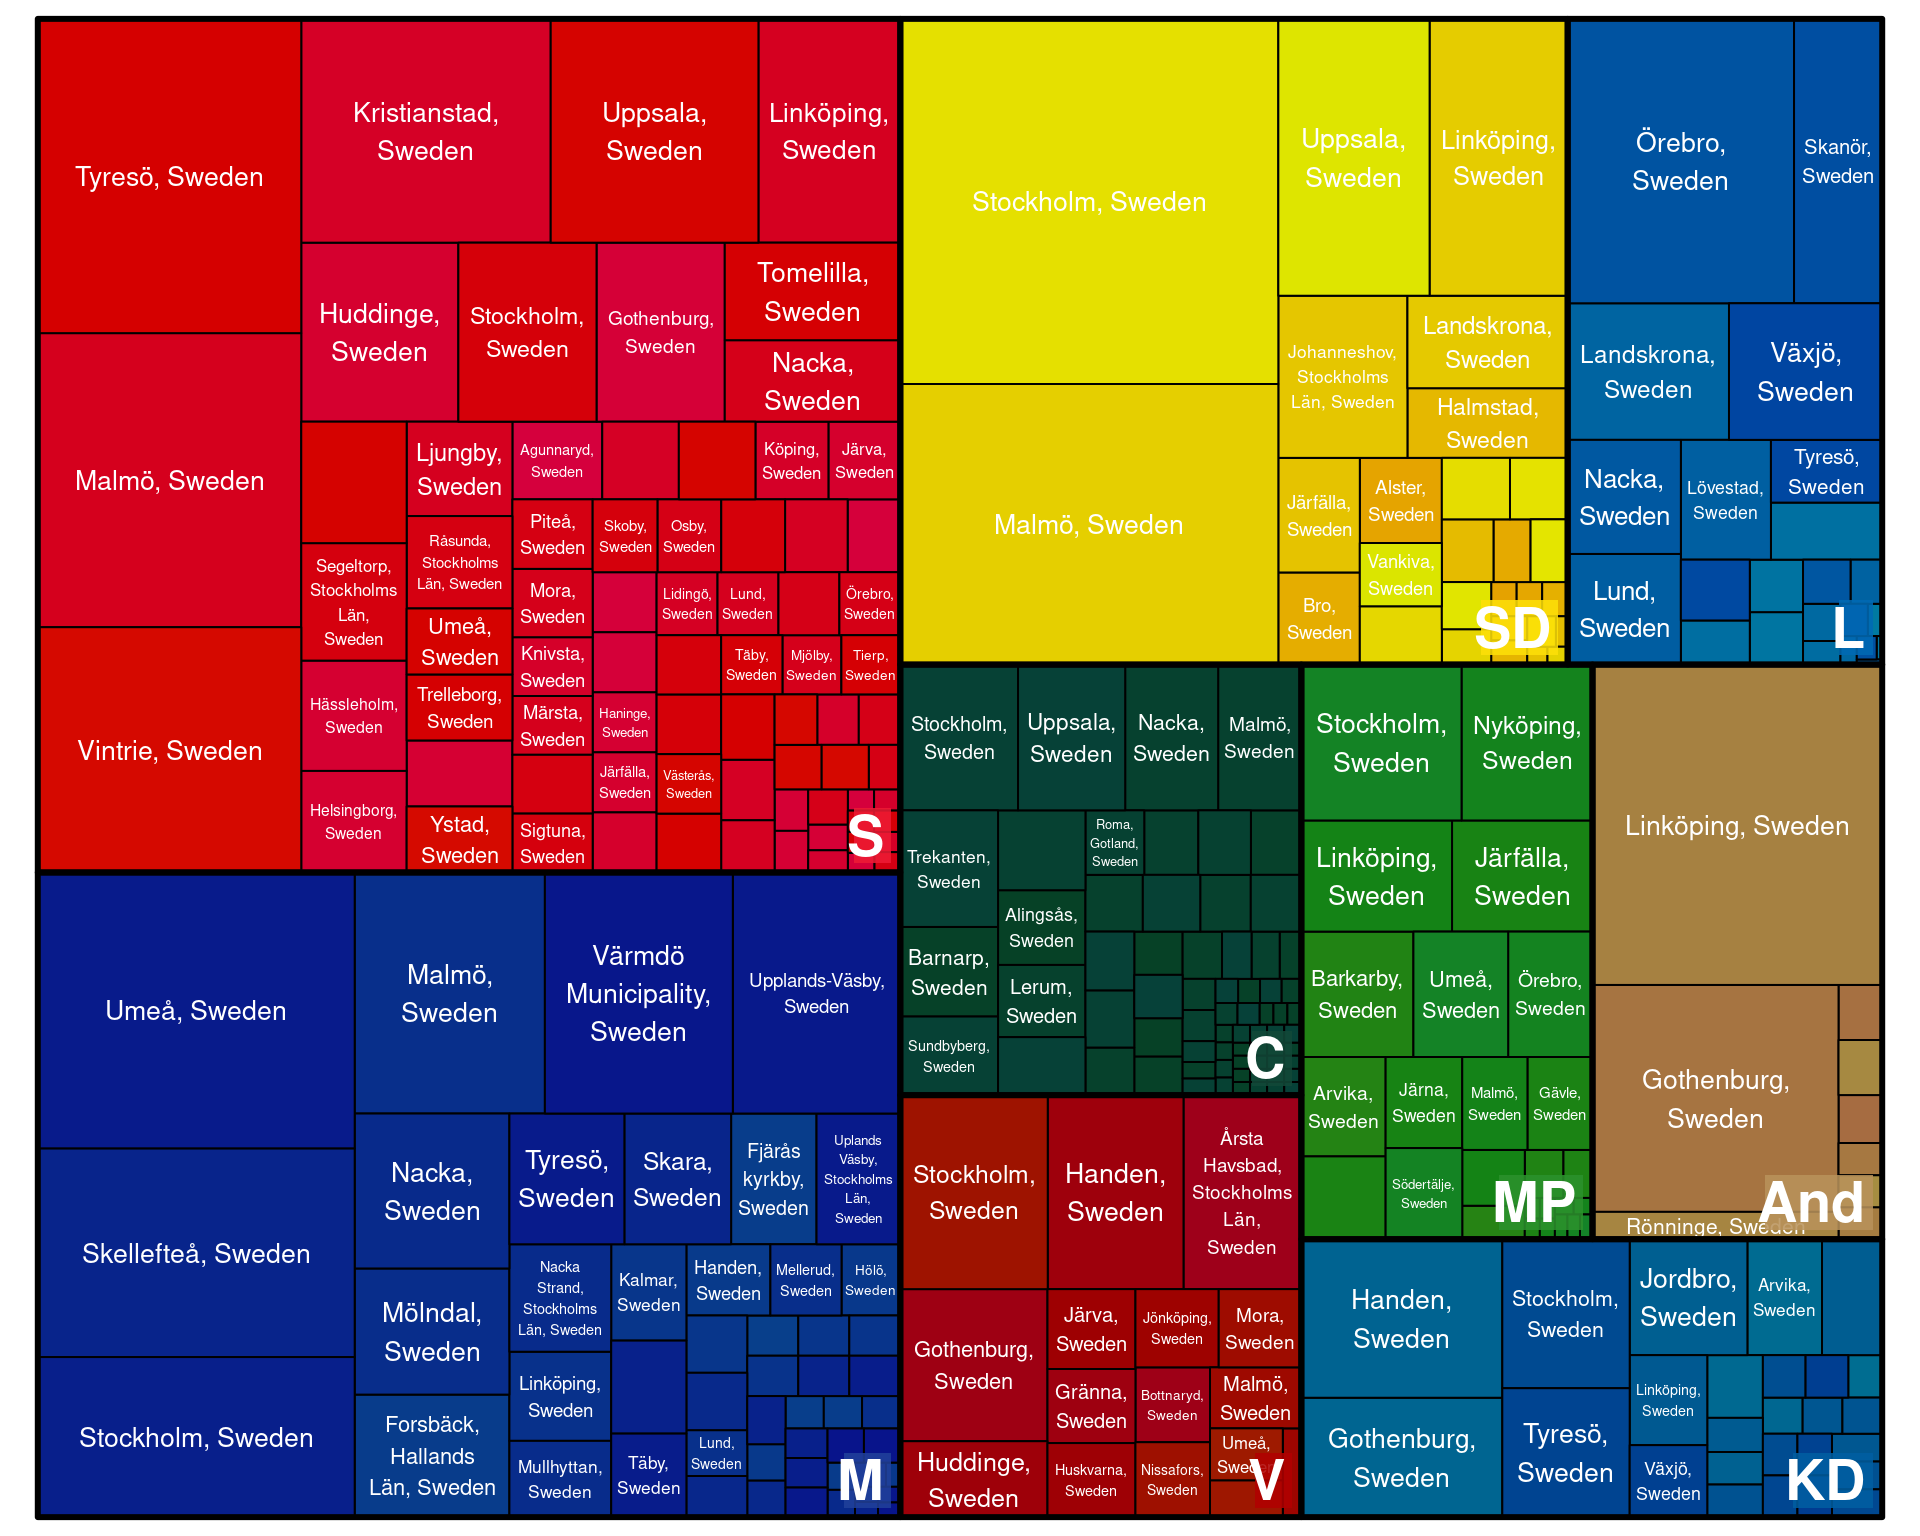 Tyresö, Sweden
Malmö, Sweden
Vintrie, Sweden
Kristianstad,
Sweden
Uppsala,
Sweden
Linköping,
Sweden
Huddinge,
Sweden
Stockholm,
Sweden
Gothenburg,
Sweden
Tomelilla,
Sweden
Nacka,
Sweden
Segeltorp,
Stockholms
Län,
Sweden
Hässleholm,
Sweden
Helsingborg,
Sweden
Ljungby,
Sweden
Råsunda,
Stockholms
Län, Sweden
Umeå,
Sweden
Trelleborg,
Sweden
Ystad,
Sweden
Agunnaryd,
Sweden
Köping,
Sweden
Järva,
Sweden
Piteå,
Sweden
Mora,
Sweden
Knivsta,
Sweden
Märsta,
Sweden
Sigtuna,
Sweden
Skoby,
Sweden
Osby,
Sweden
Lidingö,
Sweden
Lund,
Sweden
Örebro,
Sweden
Haninge,
Sweden
Järfälla,
Sweden
Täby,
Sweden
Mjölby,
Sweden
Tierp,
Sweden
Västerås,
Sweden
S
Umeå, Sweden
Skellefteå, Sweden
Stockholm, Sweden
Malmö,
Sweden
Värmdö
Municipality,
Sweden
Upplands-Väsby,
Sweden
Nacka,
Sweden
Mölndal,
Sweden
Forsbäck,
Hallands
Län, Sweden
Tyresö,
Sweden
Skara,
Sweden
Fjärås
kyrkby,
Sweden
Uplands
Väsby,
Stockholms
Län,
Sweden
Nacka
Strand,
Stockholms
Län, Sweden
Linköping,
Sweden
Mullhyttan,
Sweden
Kalmar,
Sweden
Täby,
Sweden
Handen,
Sweden
Mellerud,
Sweden
Hölö,
Sweden
Lund,
Sweden
M
Stockholm, Sweden
Malmö, Sweden
Uppsala,
Sweden
Linköping,
Sweden
Johanneshov,
Stockholms
Län, Sweden
Landskrona,
Sweden
Halmstad,
Sweden
Järfälla,
Sweden
Bro,
Sweden
Alster,
Sweden
Vankiva,
Sweden
SD
Örebro,
Sweden
Skanör,
Sweden
Landskrona,
Sweden
Växjö,
Sweden
Nacka,
Sweden
Lund,
Sweden
Lövestad,
Sweden
Tyresö,
Sweden
L
Stockholm,
Sweden
Uppsala,
Sweden
Nacka,
Sweden
Malmö,
Sweden
Trekanten,
Sweden
Barnarp,
Sweden
Sundbyberg,
Sweden
Alingsås,
Sweden
Lerum,
Sweden
Roma,
Gotland,
Sweden
C
Stockholm,
Sweden
Handen,
Sweden
Årsta
Havsbad,
Stockholms
Län,
Sweden
Gothenburg,
Sweden
Huddinge,
Sweden
Järva,
Sweden
Gränna,
Sweden
Huskvarna,
Sweden
Jönköping,
Sweden
Bottnaryd,
Sweden
Nissafors,
Sweden
Mora,
Sweden
Malmö,
Sweden
Umeå,
Sweden
V
Stockholm,
Sweden
Nyköping,
Sweden
Linköping,
Sweden
Järfälla,
Sweden
Barkarby,
Sweden
Umeå,
Sweden
Örebro,
Sweden
Arvika,
Sweden
Järna,
Sweden
Södertälje,
Sweden
Malmö,
Sweden
Gävle,
Sweden
MP
Linköping, Sweden
Gothenburg,
Sweden
Rönninge, Sweden
And
Handen,
Sweden
Gothenburg,
Sweden
Stockholm,
Sweden
Tyresö,
Sweden
Jordbro,
Sweden
Arvika,
Sweden
Linköping,
Sweden
Växjö,
Sweden
KD